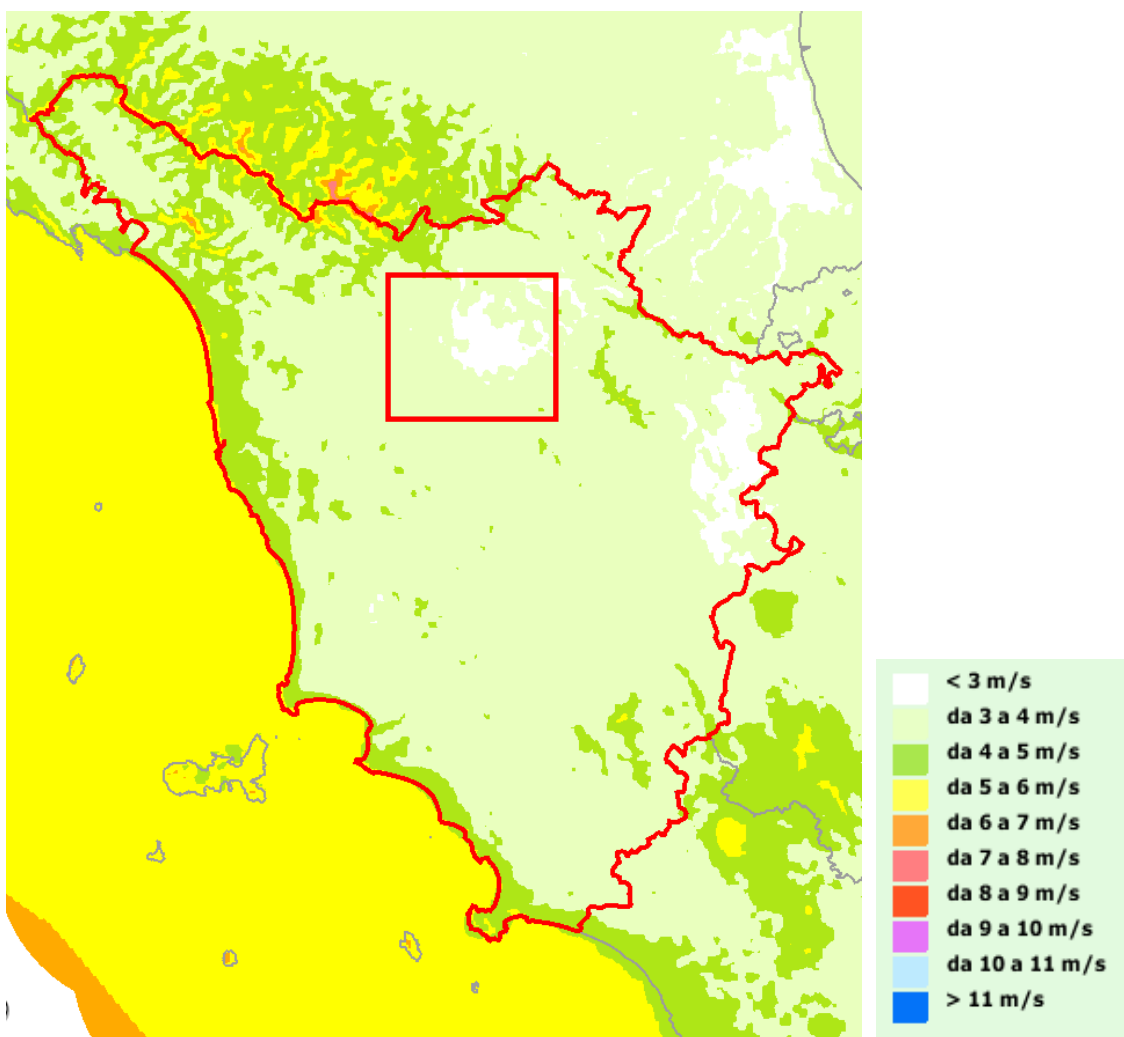 < 3 m/s
da 3 a 4 m/s
da 4 a 5 m/s
da 5 a 6 m/s
da 6 a 7 m/s
da 7 a 8 m/s
da 8 a 9 m/s
da 9 a 10 m/s
da 10 a 11 m/s
> 11 m/s